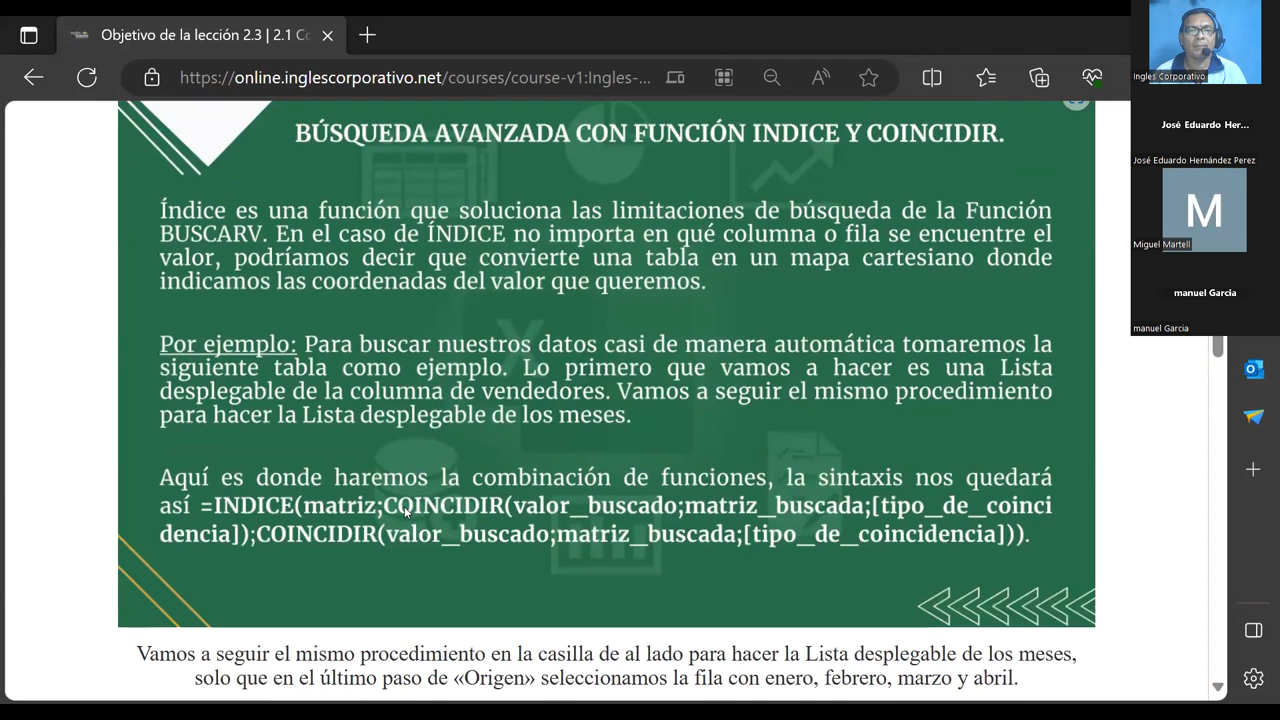 Objetivo de la lección 2.3 | 2.1 Co
https://online.inglescorporativo.net/courses/course-v1:Ingles-...
Ingles Corporativo
José Eduardo Her...
José Eduardo Hernández Perez
M
Miguel Martell
manuel Garcia
manuel Garcia
BÚSQUEDA AVANZADA CON FUNCIÓN INDICE Y COINCIDIR.
Índice es una función que soluciona las limitaciones de búsqueda de la Función
BUSCARV. En el caso de ÍNDICE no importa en qué columna o fila se encuentre el
valor, podríamos decir que convierte una tabla en un mapa cartesiano donde
indicamos las coordenadas del valor que queremos.
Por ejemplo: Para buscar nuestros datos casi de manera automática tomaremos la
siguiente tabla como ejemplo. Lo primero que vamos a hacer es una Lista
desplegable de la columna de vendedores. Vamos a seguir el mismo procedimiento
para hacer la Lista desplegable de los meses.
Aquí es donde haremos la combinación de funciones, la sintaxis nos quedará
así =INDICE(matriz;COINCIDIR(valor_buscado;matriz_buscada;[tipo_de_coinci
dencia]);COINCIDIR(valor_buscado;matriz_buscada;[tipo_de_coincidencia])).
Vamos a seguir el mismo procedimiento en la casilla de al lado para hacer la Lista desplegable de los meses,
solo que en el último paso de «Origen» seleccionamos la fila con enero, febrero, marzo y abril.